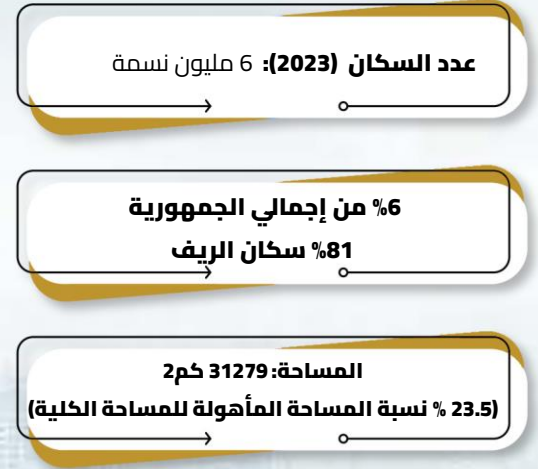 عدد السكان (2023): 6 مليون نسمة
6% من إجمالي الجمهورية
81% سكان الريف
المساحة: 31279 كم2
(23.5 % نسبة المساحة المأهولة للمساحة الكلية)